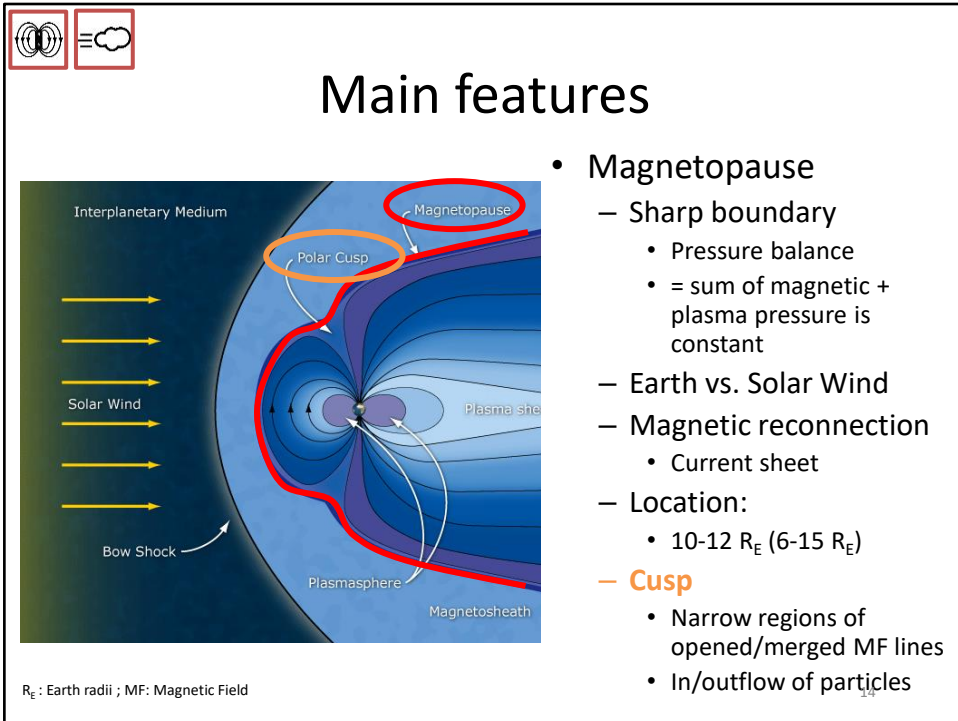 Main features
Interplanetary Medium
Magnetopause
Polar Cusp
Solar Wind
Plasma she
Bow Shock
Plasmasphere
Magnetosheath
• Magnetopause
– Sharp boundary
• Pressure balance
• = sum of magnetic +
plasma pressure is
constant
– Earth vs. Solar Wind
– Magnetic reconnection
• Current sheet
– Location:
• 10-12 RE (6-15 RE)
– Cusp
• Narrow regions of
opened/merged MF lines
• In/outflow of particles
RE : Earth radii ; MF: Magnetic Field
14